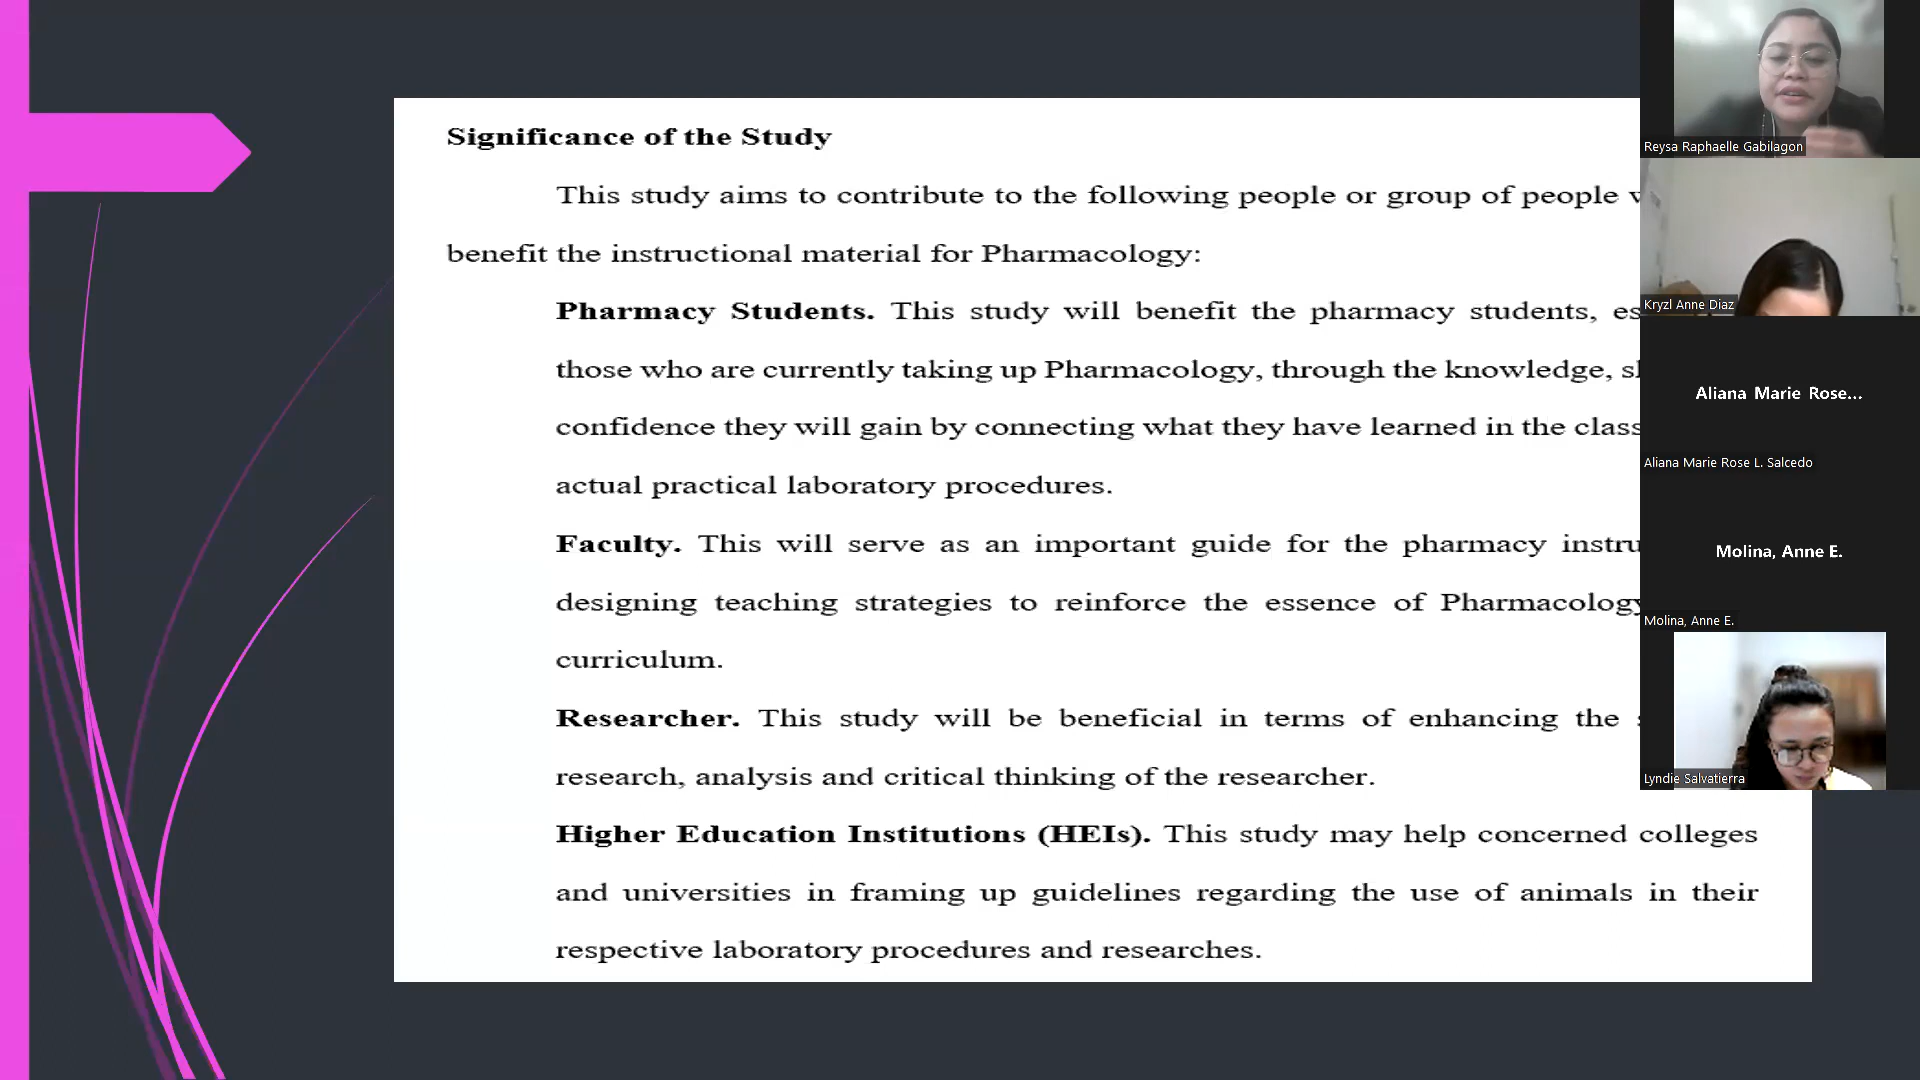 Significance of the Study
This study aims to contribute to the following people or group of people
benefit the instructional material for Pharmacology:
Pharmacy Students. This study will benefit the pharmacy students,
those who are currently taking up Pharmacology, through the knowledge,
confidence they will gain by connecting what they have learned in the class
actual practical laboratory procedures.
Faculty. This will serve as an important guide for the pharmacy
designing teaching strategies to reinforce the essence of Pharmacology
curriculum.
Researcher. This study will be beneficial in terms of enhancing the
research, analysis and critical thinking of the researcher.
Higher Education Institutions (HEIs). This study may help concerned colleges
and universities in framing up guidelines regarding the use of animals in their
respective laboratory procedures and researches.
Reysa Raphaelle Gabilagon
Kryzl Anne Diaz
Aliana Marie Rose...
Aliana Marie Rose L. Salcedo
Molina, Anne E.
Molina, Anne E.
Lyndie Salvatierra